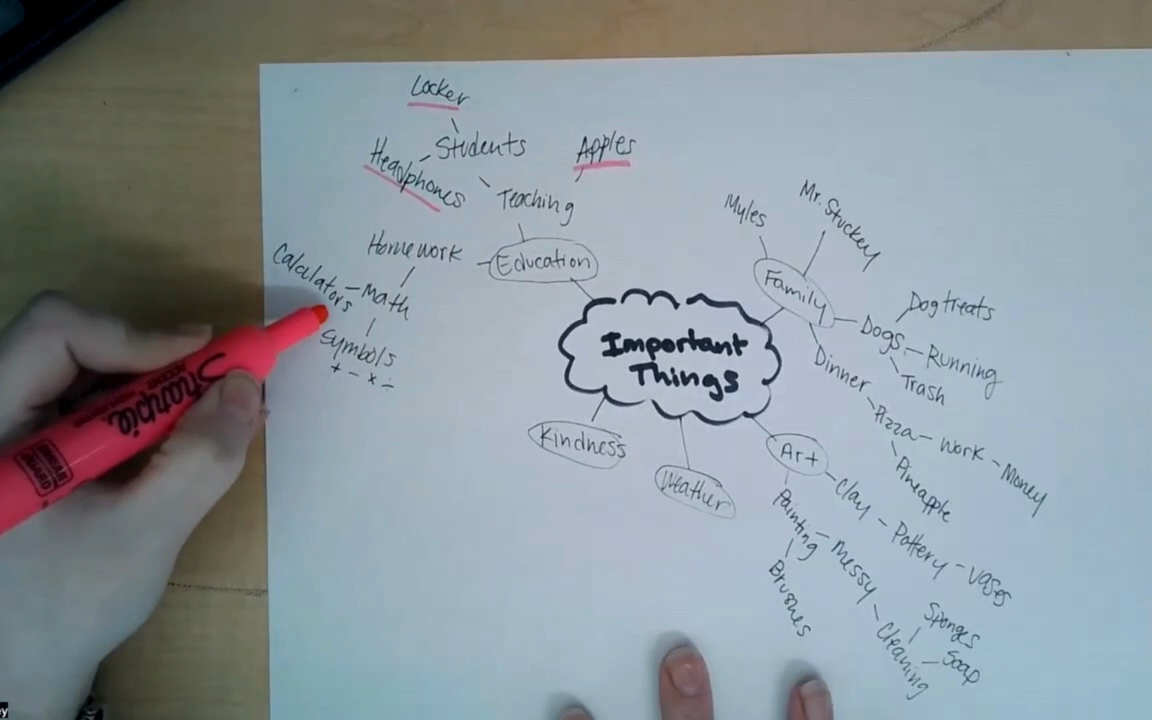 Locker
Students
Headphones
Apples
Teaching
Homework
Education
Calculators
Math
Symbols
+ - x ÷
Important
Things
Myles
Mr. Stuckey
Family
Dogs
Dog treats
Running
Trash
Dinner
Pizza
Work
Money
Pineapple
Kindness
Weather
Art
Clay
Pottery
Vases
Painting
Messy
Brushes
Cleaning
Sponges
Soap
Sharpie
ey